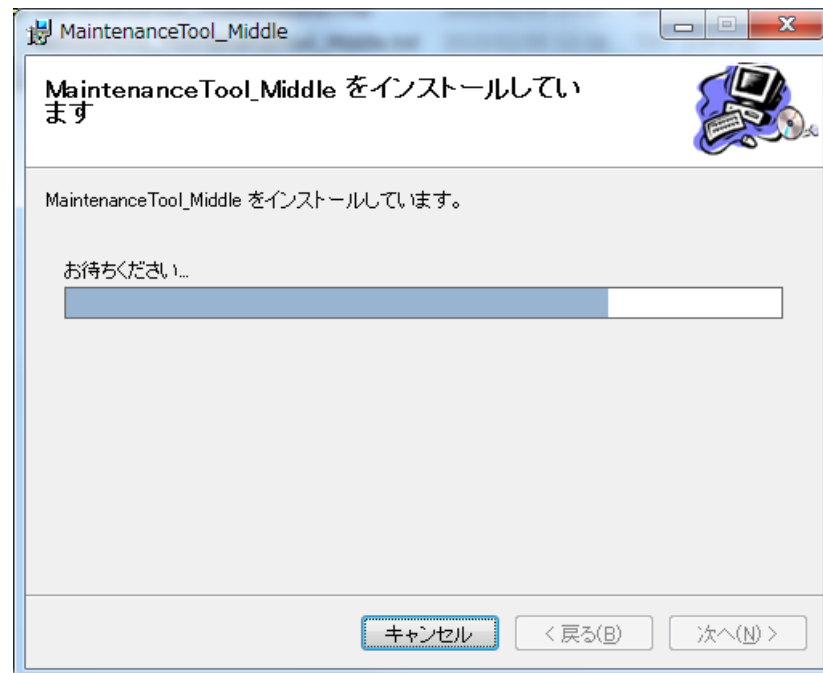 MaintenanceTool_Middle
MaintenanceTool_Middle をインストールしてい
ます
MaintenanceTool_Middle をインストールしています。
お待ちください...
キャンセル
< 戻る(B)
次へ(N) >